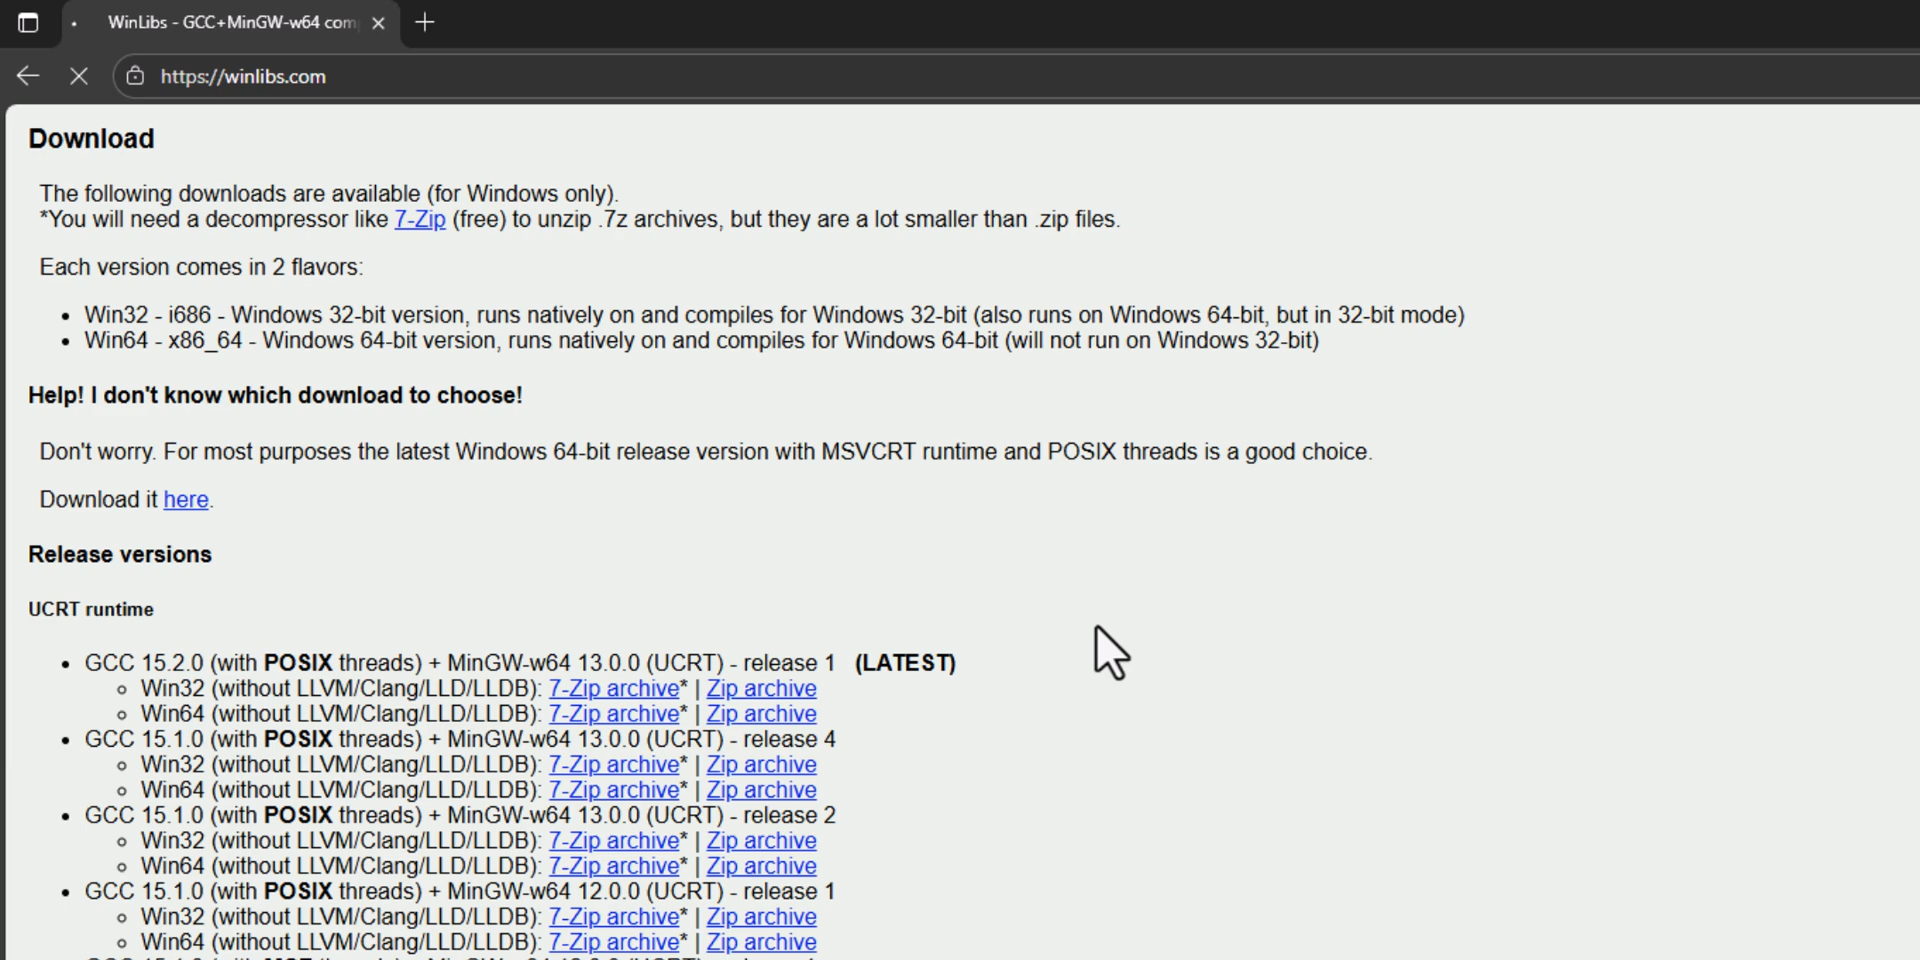 WinLibs - GCC+MinGW-w64 com
https://winlibs.com
Download
The following downloads are available (for Windows only).
*You will need a decompressor like 7-Zip (free) to unzip .7z archives, but they are a lot smaller than .zip files.
Each version comes in 2 flavors:
• Win32 - i686 - Windows 32-bit version, runs natively on and compiles for Windows 32-bit (also runs on Windows 64-bit, but in 32-bit mode)
• Win64 - x86_64 - Windows 64-bit version, runs natively on and compiles for Windows 64-bit (will not run on Windows 32-bit)
Help! I don't know which download to choose!
Don't worry. For most purposes the latest Windows 64-bit release version with MSVCRT runtime and POSIX threads is a good choice.
Download it here.
Release versions
UCRT runtime
• GCC 15.2.0 (with POSIX threads) + MinGW-w64 13.0.0 (UCRT) - release 1 (LATEST)
◦ Win32 (without LLVM/Clang/LLD/LLDB): 7-Zip archive* | Zip archive
◦ Win64 (without LLVM/Clang/LLD/LLDB): 7-Zip archive* | Zip archive
• GCC 15.1.0 (with POSIX threads) + MinGW-w64 13.0.0 (UCRT) - release 4
◦ Win32 (without LLVM/Clang/LLD/LLDB): 7-Zip archive* | Zip archive
◦ Win64 (without LLVM/Clang/LLD/LLDB): 7-Zip archive* | Zip archive
• GCC 15.1.0 (with POSIX threads) + MinGW-w64 13.0.0 (UCRT) - release 2
◦ Win32 (without LLVM/Clang/LLD/LLDB): 7-Zip archive* | Zip archive
◦ Win64 (without LLVM/Clang/LLD/LLDB): 7-Zip archive* | Zip archive
• GCC 15.1.0 (with POSIX threads) + MinGW-w64 12.0.0 (UCRT) - release 1
◦ Win32 (without LLVM/Clang/LLD/LLDB): 7-Zip archive* | Zip archive
◦ Win64 (without LLVM/Clang/LLD/LLDB): 7-Zip archive* | Zip archive